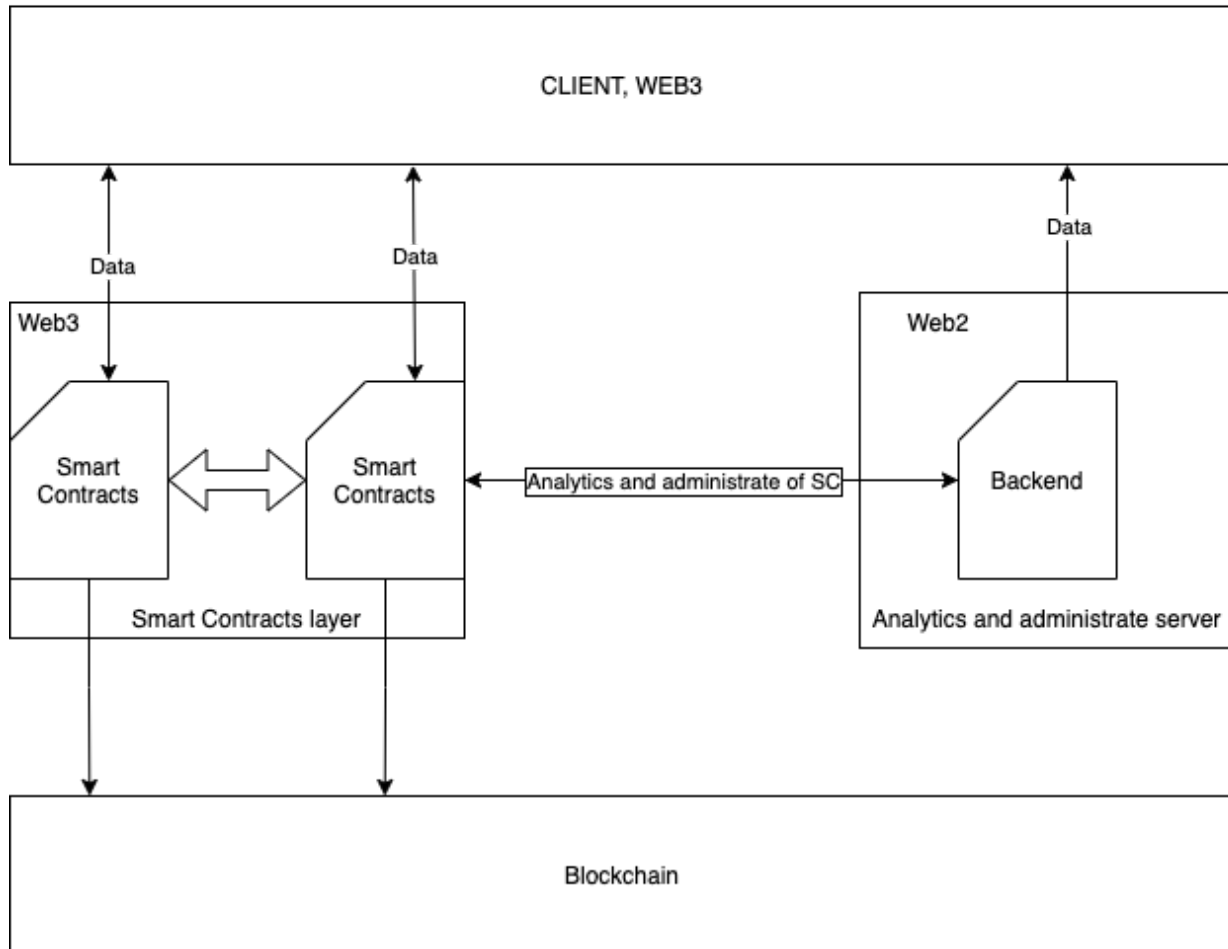 CLIENT, WEB3
Data
Data
Data
Web3
Web2
Smart
Contracts
Smart
Contracts
Analytics and administrate of SC
Backend
Smart Contracts layer
Analytics and administrate server
Blockchain